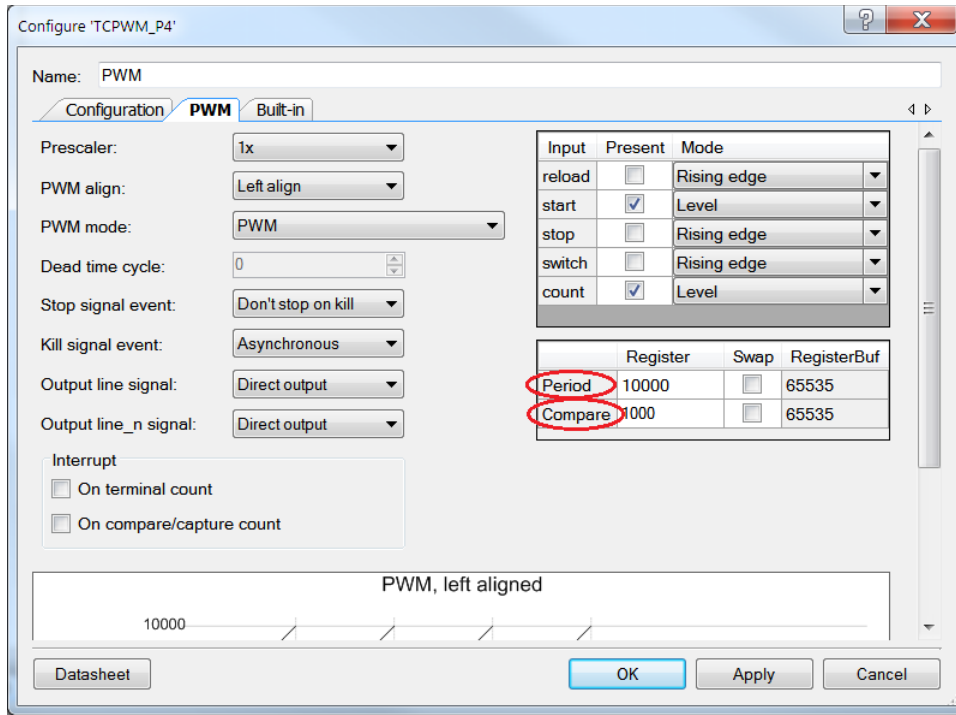 Configure 'TCPWM_P4'
Name: PWM
Configuration PWM Built-in
Prescaler: 1x
PWM align: Left align
PWM mode: PWM
Dead time cycle: 0
Stop signal event: Don't stop on kill
Kill signal event: Asynchronous
Output line signal: Direct output
Output line_n signal: Direct output
Interrupt
On terminal count
On compare/capture count
Input Present Mode
reload Rising edge
start Level
stop Rising edge
switch Rising edge
count Level
Register Swap RegisterBuf
Period 10000 65535
Compare 1000 65535
PWM, left aligned
10000
Datasheet OK Apply Cancel